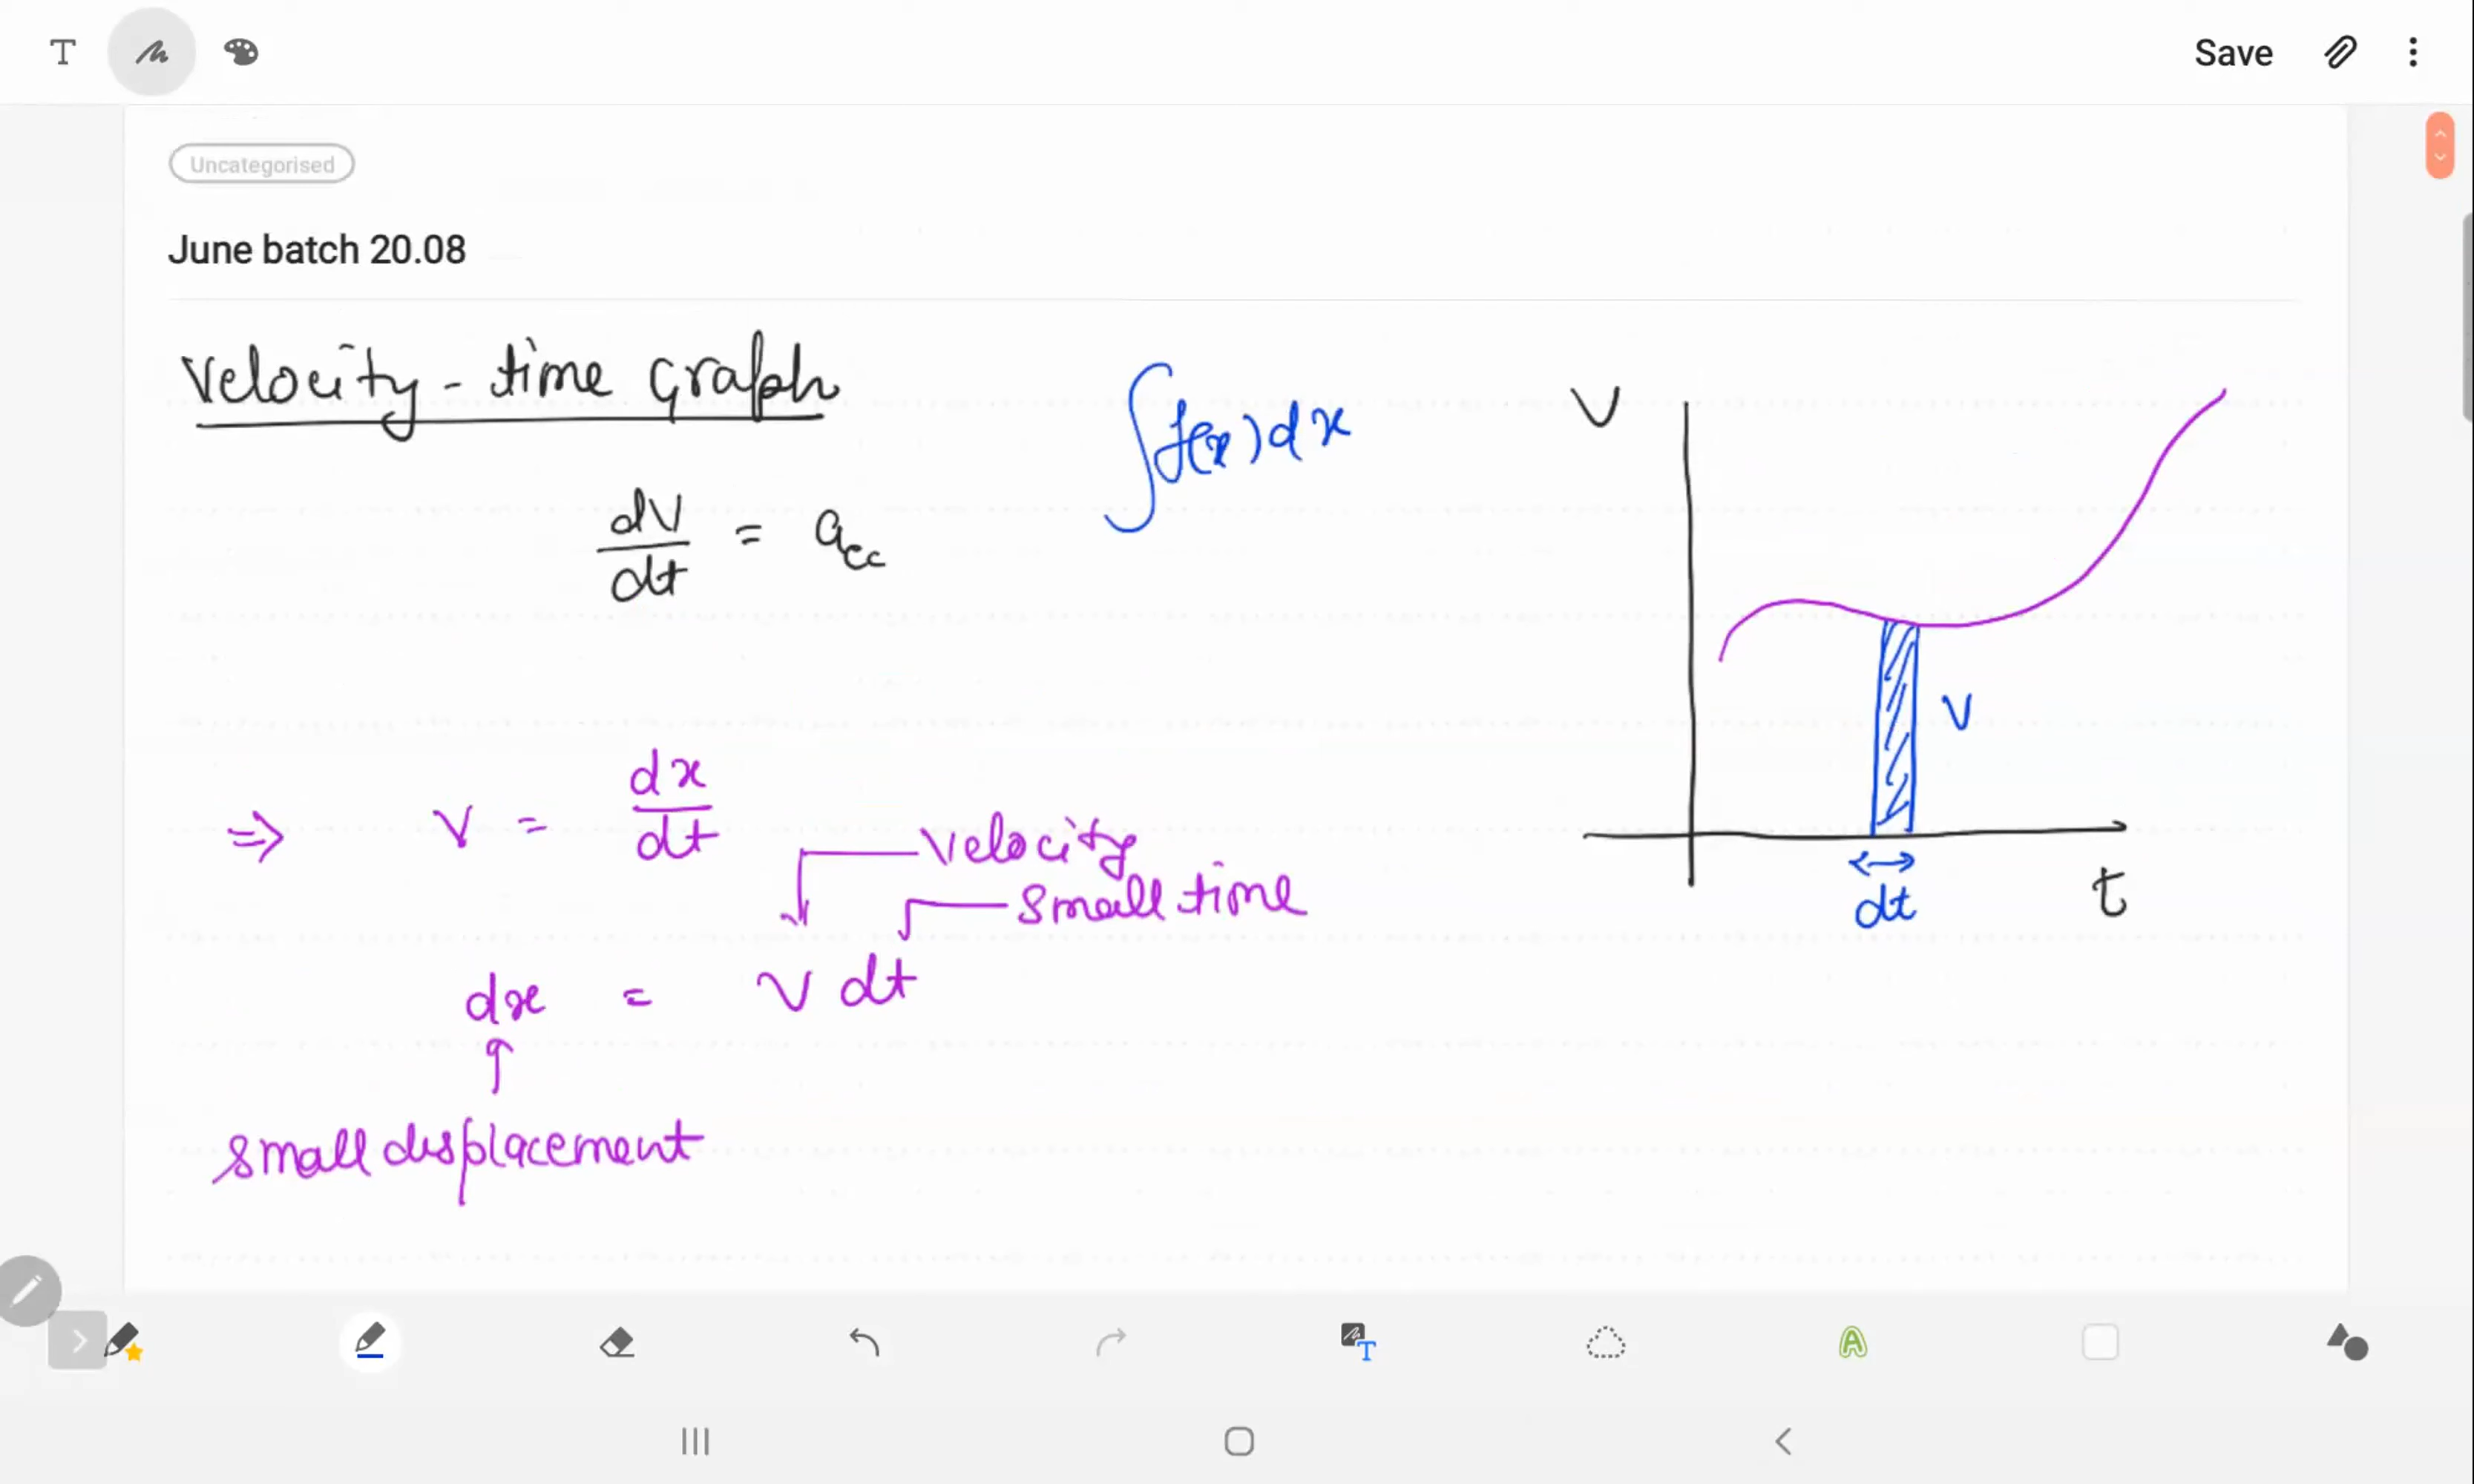 T
Save
Uncategorised
June batch 20.08
Velocity - time graph
∫f(x)dx
V
dV/dt = acc
V
⇒ v = dx/dt
velocity
small time
dt
t
dx = v dt
↑
small displacement
T
A